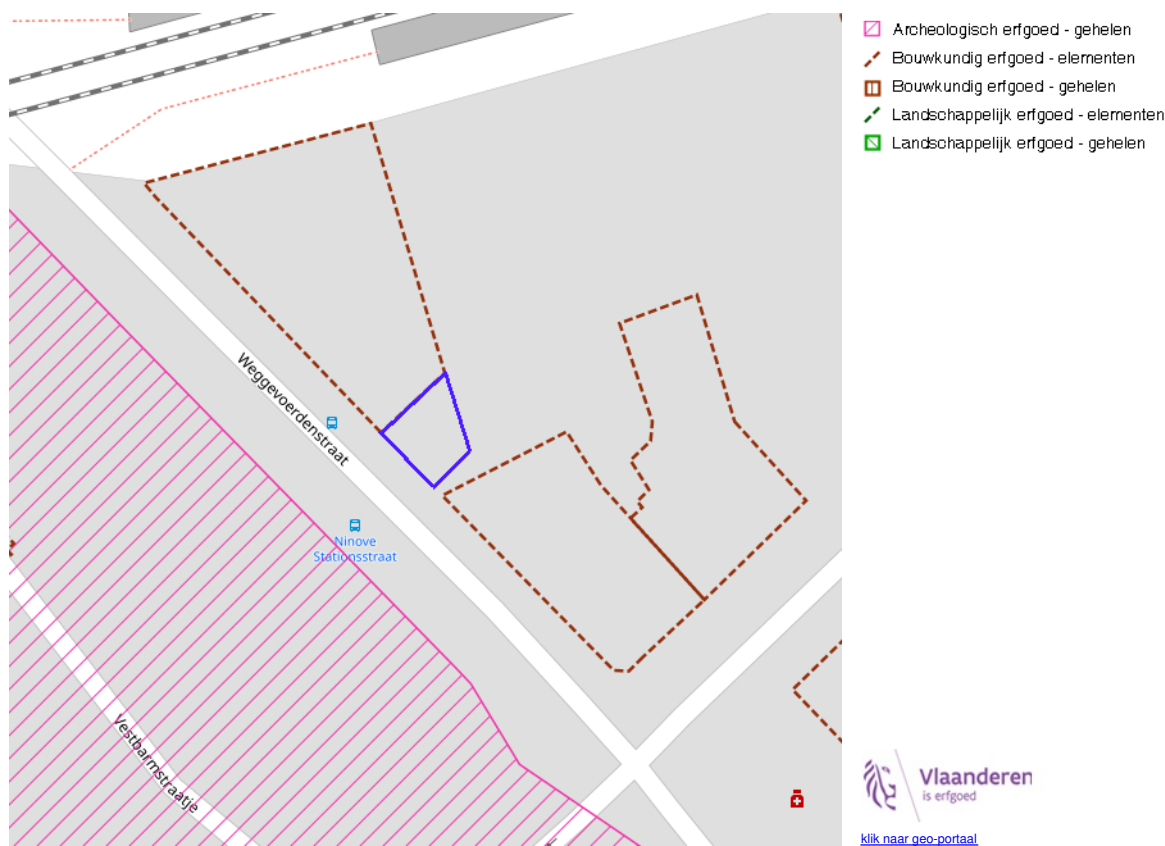 Archeologisch erfgoed - gehelen
Bouwkundig erfgoed - elementen
Bouwkundig erfgoed - gehelen
Landschappelijk erfgoed - elementen
Landschappelijk erfgoed - gehelen
Weggevoerdenstraat
Ninove
Stationsstraat
Vestbarmstraatje
Vlaanderen
is erfgoed
klik naar geo-portaal